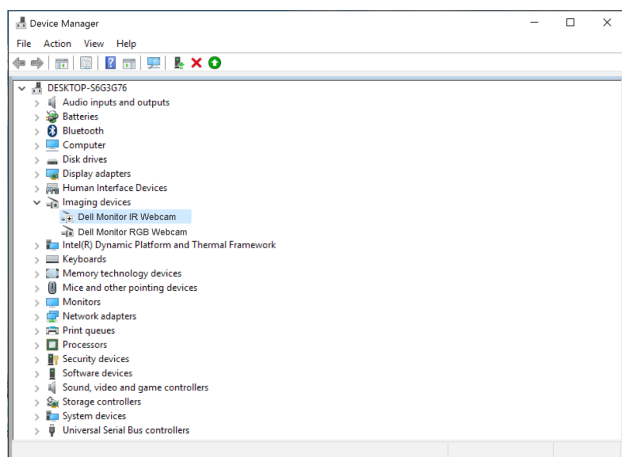 Device Manager
File Action View Help
DESKTOP-S6G3G76
Audio inputs and outputs
Batteries
Bluetooth
Computer
Disk drives
Display adapters
Human Interface Devices
Imaging devices
Dell Monitor IR Webcam
Dell Monitor RGB Webcam
Intel(R) Dynamic Platform and Thermal Framework
Keyboards
Memory technology devices
Mice and other pointing devices
Monitors
Network adapters
Print queues
Processors
Security devices
Software devices
Sound, video and game controllers
Storage controllers
System devices
Universal Serial Bus controllers